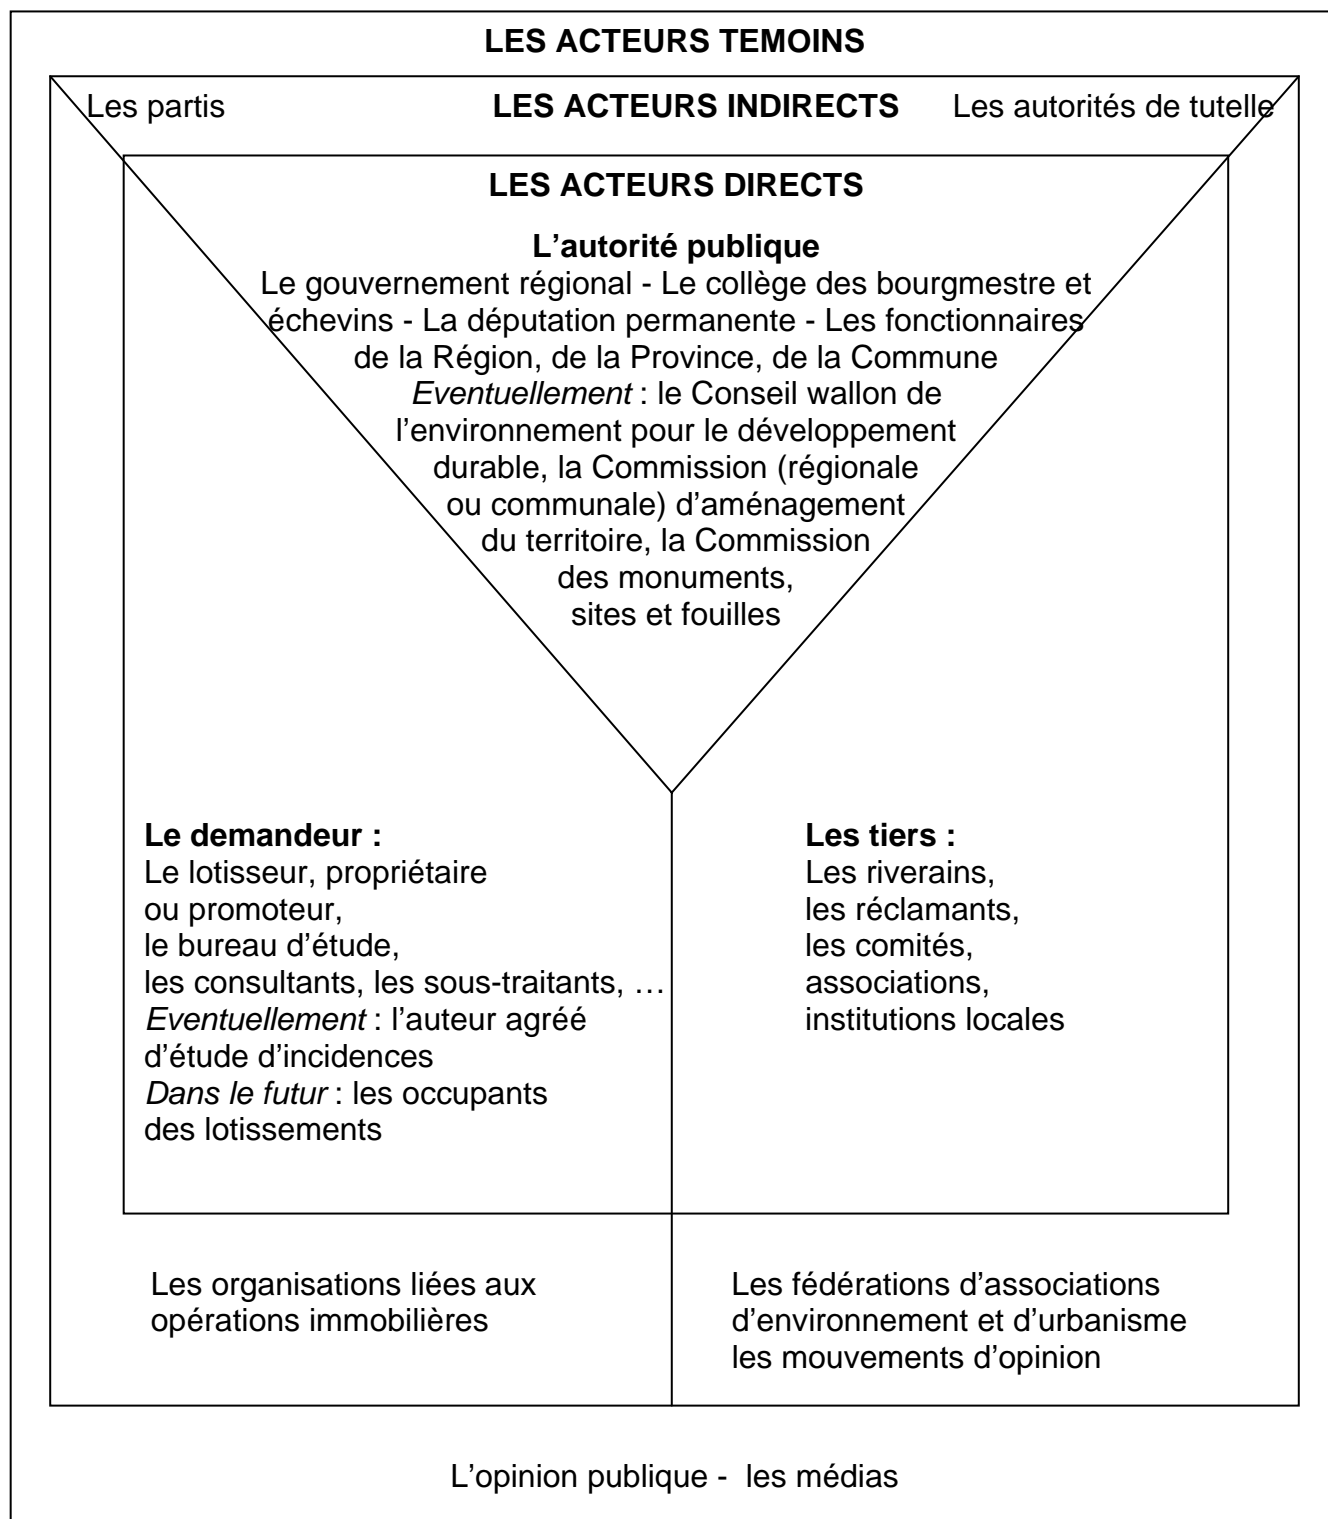 LES ACTEURS TEMOINS
Les partis LES ACTEURS INDIRECTS Les autorités de tutelle
LES ACTEURS DIRECTS
L’autorité publique
Le gouvernement régional - Le collège des bourgmestre et
échevins - La députation permanente - Les fonctionnaires
de la Région, de la Province, de la Commune
Eventuellement : le Conseil wallon de
l’environnement pour le développement
durable, la Commission (régionale
ou communale) d’aménagement
du territoire, la Commission
des monuments,
sites et fouilles
Le demandeur :
Le lotisseur, propriétaire
ou promoteur,
le bureau d’étude,
les consultants, les sous-traitants, …
Eventuellement : l’auteur agréé
d’étude d’incidences
Dans le futur : les occupants
des lotissements
Les tiers :
Les riverains,
les réclamants,
les comités,
associations,
institutions locales
Les organisations liées aux
opérations immobilières
Les fédérations d’associations
d’environnement et d’urbanisme
les mouvements d’opinion
L’opinion publique - les médias